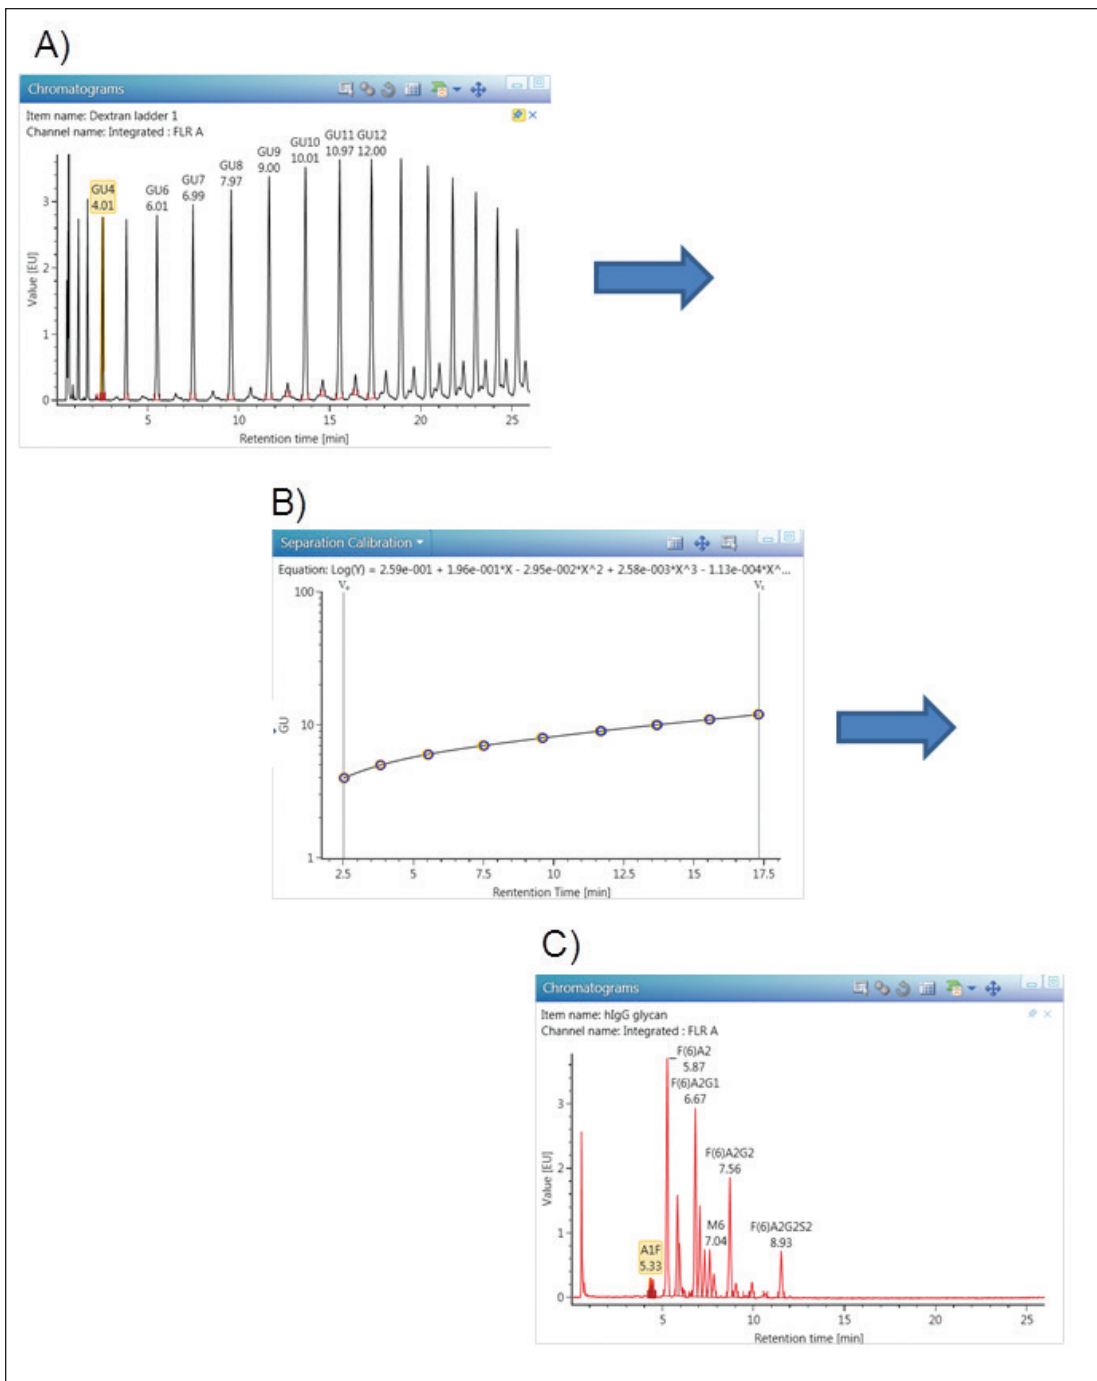 A)
Chromatograms
Item name: Dextran ladder 1
Channel name: Integrated : FLR A
GU4
4.01
GU6
6.01
GU7
6.99
GU8
7.97
GU9
9.00
GU10
10.01
GU11
10.97
GU12
12.00
Value [EU]
3
2
1
0
5 10 15 20 25
Retention time [min]
B)
Separation Calibration
Equation: Log(Y) = 2.59e-001 + 1.96e-001*X - 2.95e-002*X^2 + 2.58e-003*X^3 - 1.13e-004*X^...
GU
100
10
1
2.5 5 7.5 10 12.5 15 17.5
Rentention Time [min]
C)
Chromatograms
Item name: hIgG glycan
Channel name: Integrated : FLR A
F(6)A2
5.87
F(6)A2G1
6.67
F(6)A2G2
7.56
M6
7.04
F(6)A2G2S2
8.93
A1F
5.33
Value [EU]
3
2
1
0
5 10 15 20 25
Retention time [min]